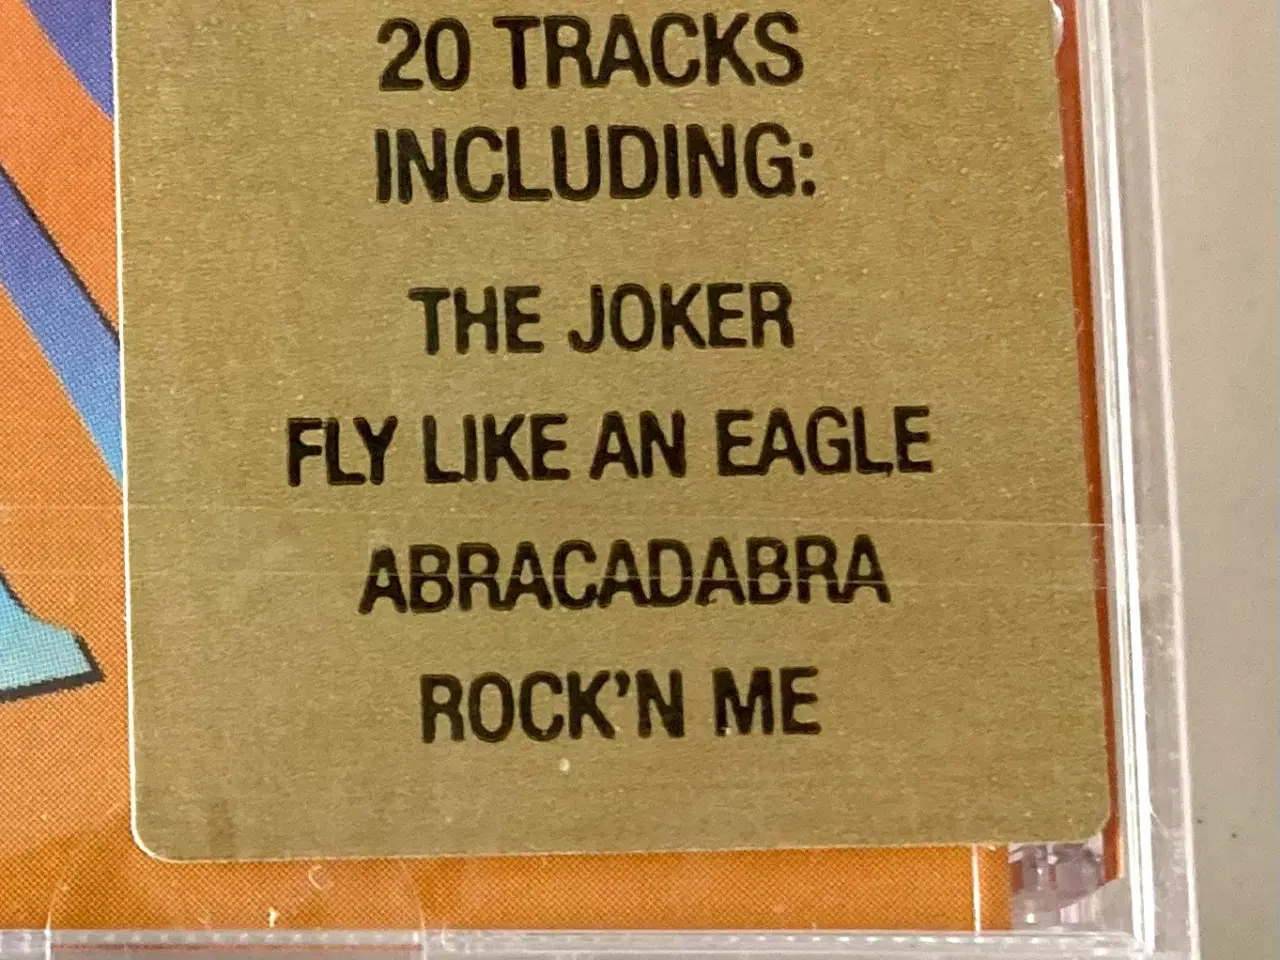 20 TRACKS
INCLUDING:
THE JOKER
FLY LIKE AN EAGLE
ABRACADABRA
ROCK'N ME